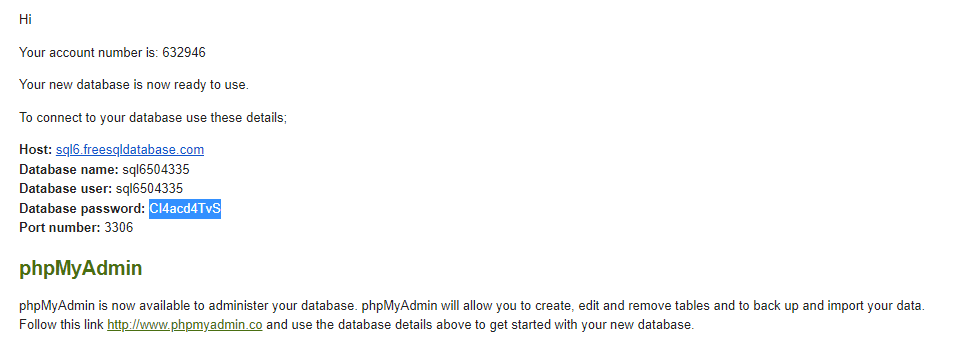 Hi
Your account number is: 632946
Your new database is now ready to use.
To connect to your database use these details;
Host: sql6.freesqldatabase.com
Database name: sql6504335
Database user: sql6504335
Database password: Cl4acd4TvS
Port number: 3306
phpMyAdmin
phpMyAdmin is now available to administer your database. phpMyAdmin will allow you to create, edit and remove tables and to back up and import your data.
Follow this link http://www.phpmyadmin.co and use the database details above to get started with your new database.